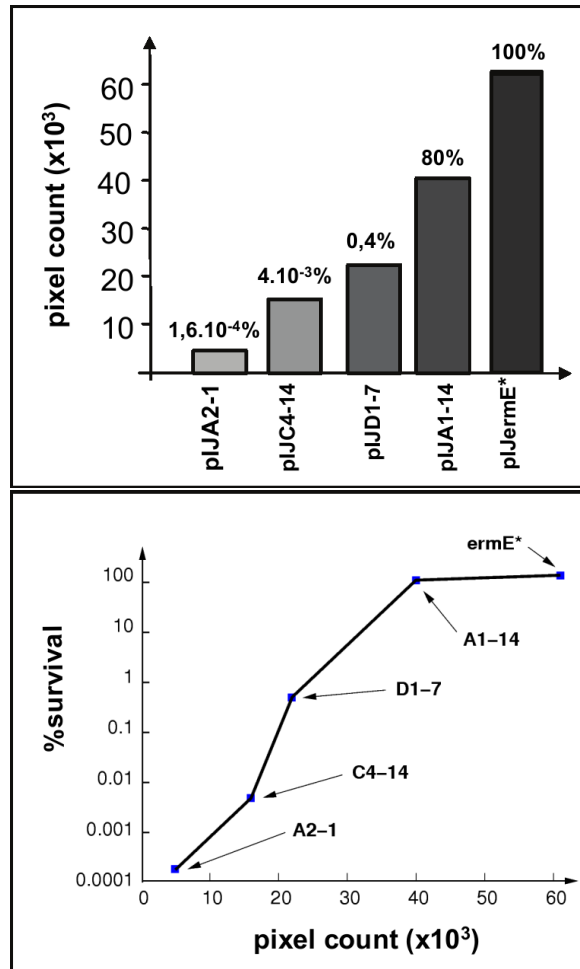 pixel count (x10³)
60
50
40
30
20
10
1,6.10⁻⁴%
4.10⁻³%
0,4%
80%
100%
pIJA2-1
pIJC4-14
pIJD1-7
pIJA1-14
pIJermE*
%survival
100
10
1
0.1
0.01
0.001
0.0001
ermE*
A1–14
D1–7
C4–14
A2–1
0 10 20 30 40 50 60
pixel count (x10³)